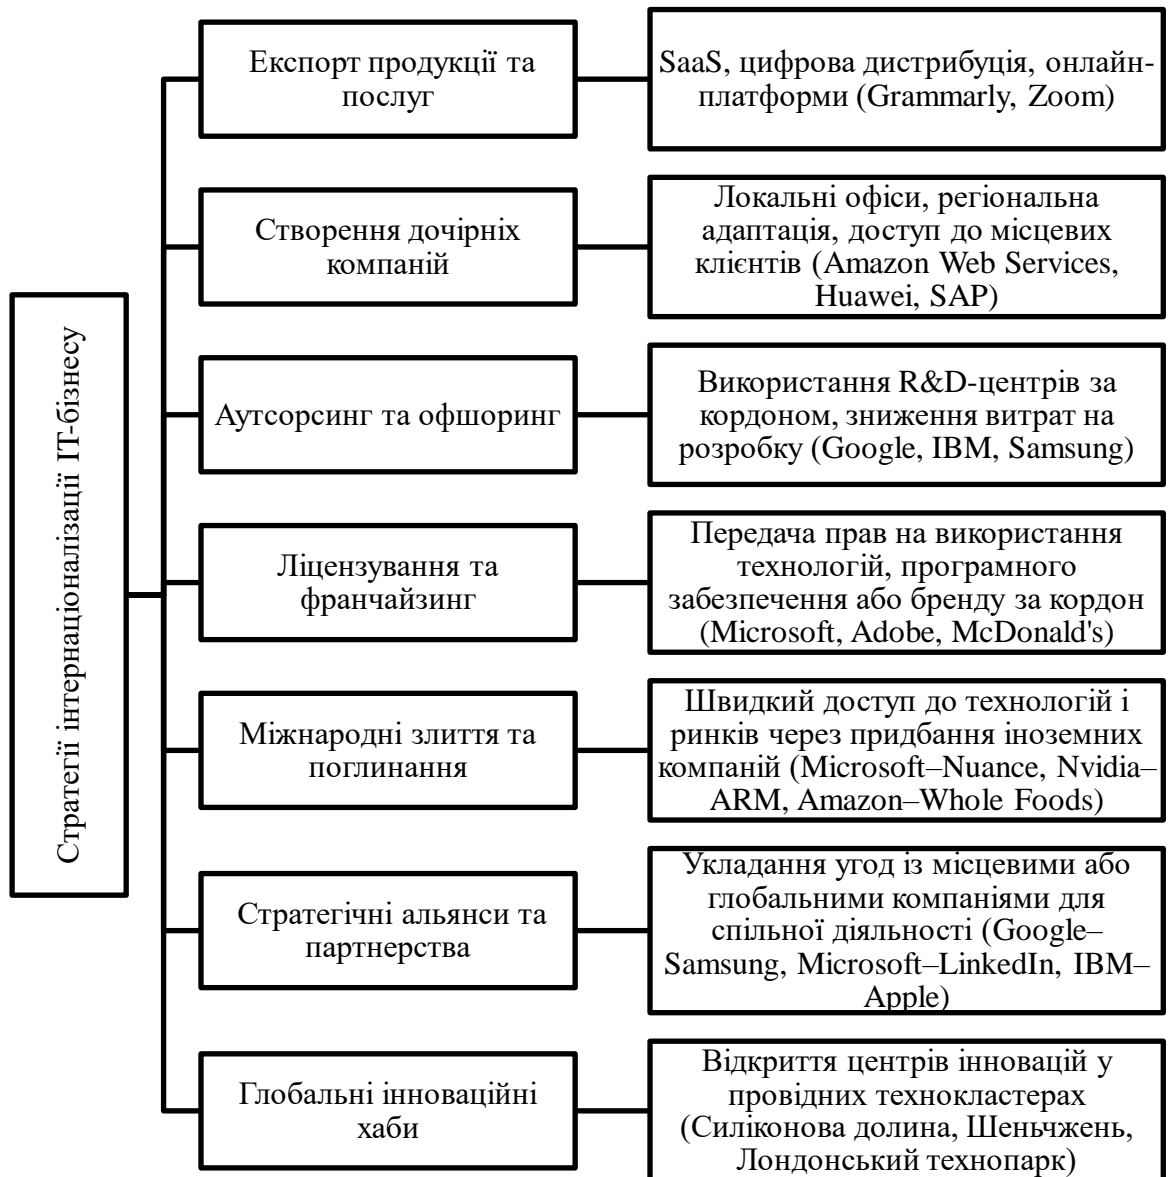 Стратегії інтернаціоналізації ІТ-бізнесу
Експорт продукції та
послуг
SaaS, цифрова дистрибуція, онлайн-
платформи (Grammarly, Zoom)
Створення дочірніх
компаній
Локальні офіси, регіональна
адаптація, доступ до місцевих
клієнтів (Amazon Web Services,
Huawei, SAP)
Аутсорсинг та офшоринг
Використання R&D-центрів за
кордоном, зниження витрат на
розробку (Google, IBM, Samsung)
Ліцензування та
франчайзинг
Передача прав на використання
технологій, програмного
забезпечення або бренду за кордон
(Microsoft, Adobe, McDonald's)
Міжнародні злиття та
поглинання
Швидкий доступ до технологій і
ринків через придбання іноземних
компаній (Microsoft–Nuance, Nvidia–
ARM, Amazon–Whole Foods)
Стратегічні альянси та
партнерства
Укладання угод із місцевими або
глобальними компаніями для
спільної діяльності (Google–
Samsung, Microsoft–LinkedIn, IBM–
Apple)
Глобальні інноваційні
хаби
Відкриття центрів інновацій у
провідних технокластерах
(Силіконова долина, Шеньчжень,
Лондонський технопарк)